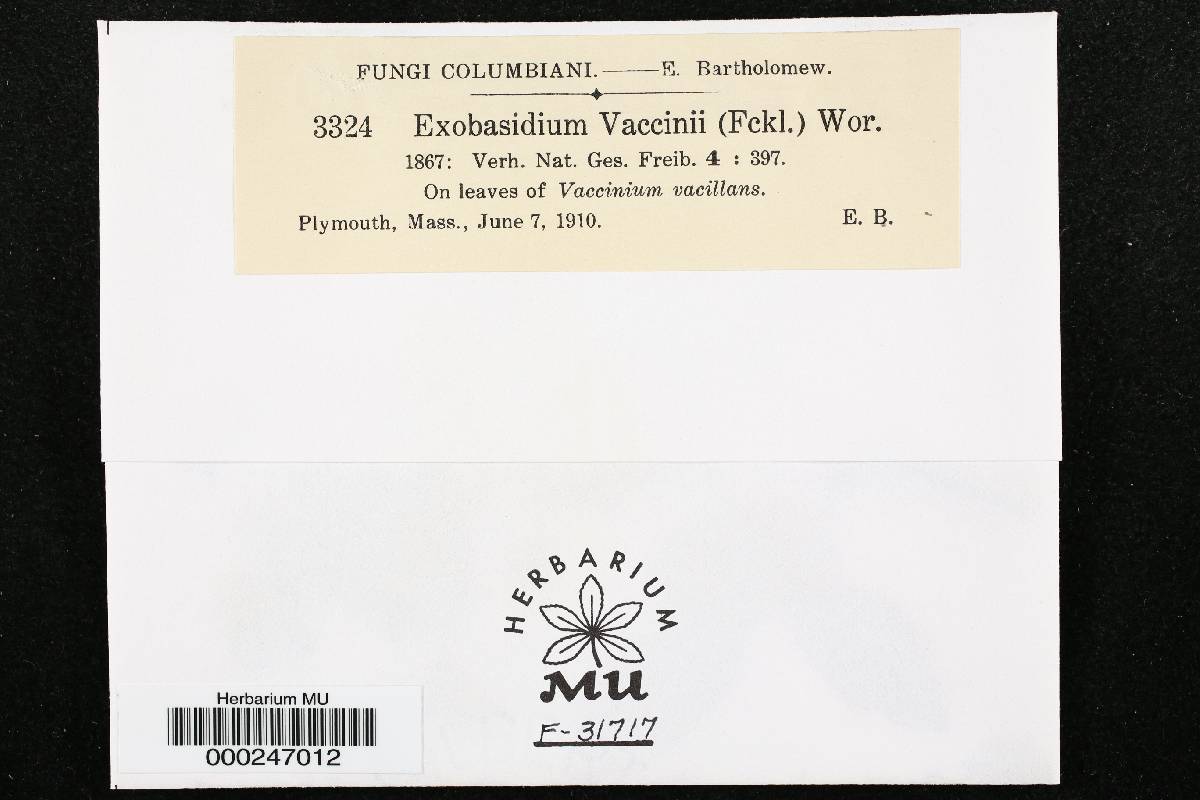 FUNGI COLUMBIANI.——E. Bartholomew.
3324 Exobasidium Vaccinii (Fckl.) Wor.
1867: Verh. Nat. Ges. Freib. 4 : 397.
On leaves of Vaccinium vacillans.
Plymouth, Mass., June 7, 1910. E. B.
HERBARIUM
MU
F-31717
Herbarium MU
000247012